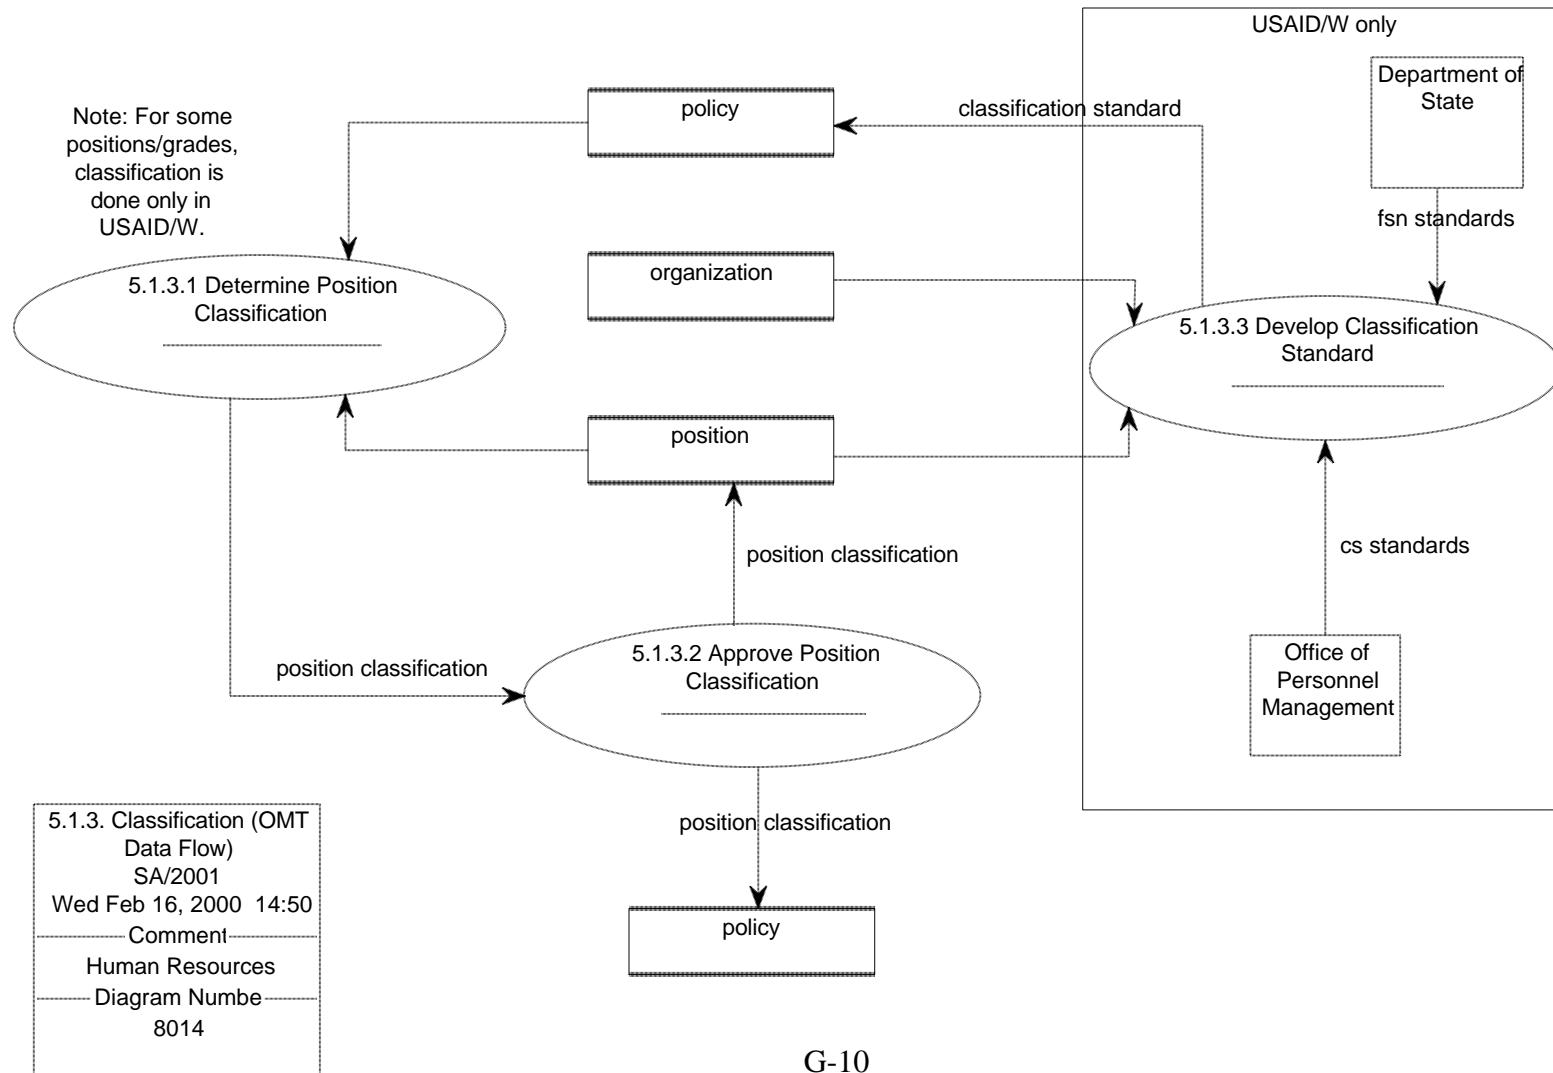 USAID/W only
Department of
State
policy
classification standard
Note: For some
positions/grades,
classification is
done only in
USAID/W.
fsn standards
organization
5.1.3.1 Determine Position
Classification
5.1.3.3 Develop Classification
Standard
position
position classification
cs standards
5.1.3.2 Approve Position
Classification
position classification
Office of
Personnel
Management
position classification
5.1.3. Classification (OMT
Data Flow)
SA/2001
Wed Feb 16, 2000  14:50
Comment
Human Resources
Diagram Numbe
8014
policy
G-10